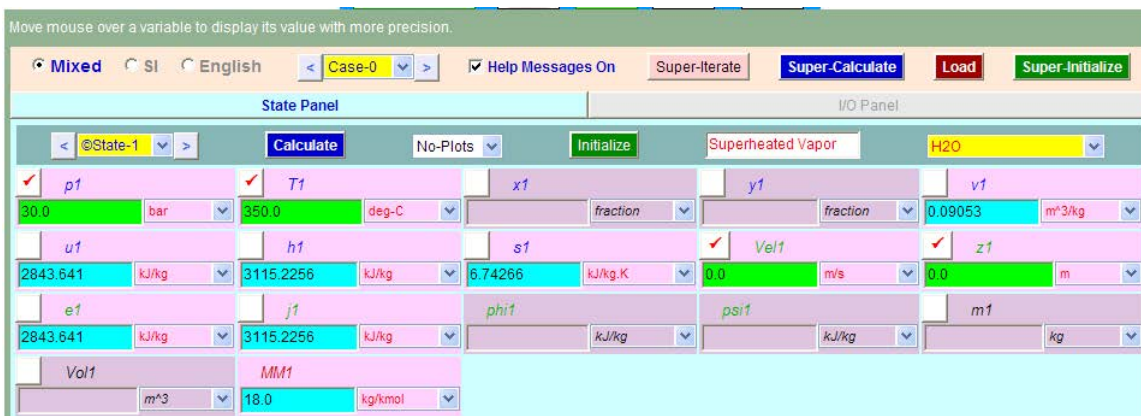 Move mouse over a variable to display its value with more precision.
Mixed SI English < Case-0 > Help Messages On Super-Iterate Super-Calculate Load Super-Initialize
State Panel I/O Panel
< ©State-1 > Calculate No-Plots Initialize Superheated Vapor H2O
p1 T1 x1 y1 v1
30.0 bar 350.0 deg-C fraction fraction 0.09053 m^3/kg
u1 h1 s1 Vel1 z1
2843.641 kJ/kg 3115.2256 kJ/kg 6.74266 kJ/kg.K 0.0 m/s 0.0 m
e1 j1 phi1 psi1 m1
2843.641 kJ/kg 3115.2256 kJ/kg kJ/kg kJ/kg kg
Vol1 MM1
m^3 18.0 kg/kmol